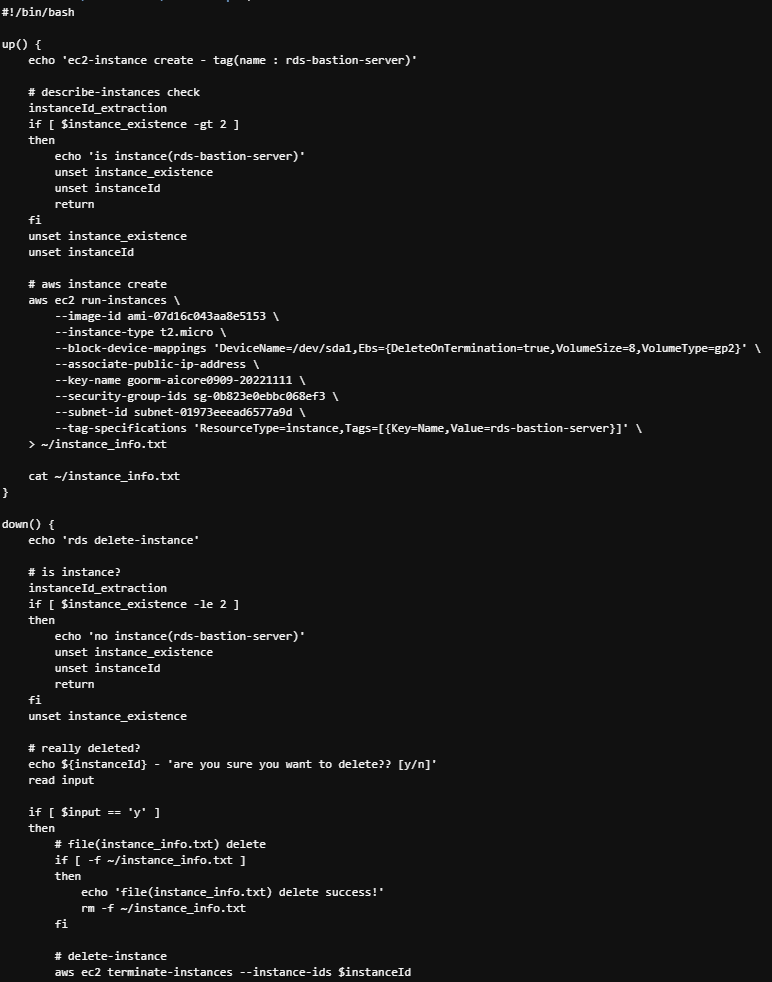 #!/bin/bash

up() {
    echo 'ec2-instance create - tag(name : rds-bastion-server)'

    # describe-instances check
    instanceId_extraction
    if [ $instance_existence -gt 2 ]
    then
        echo 'is instance(rds-bastion-server)'
        unset instance_existence
        unset instanceId
        return
    fi
    unset instance_existence
    unset instanceId

    # aws instance create
    aws ec2 run-instances \
        --image-id ami-07d16c043aa8e5153 \
        --instance-type t2.micro \
        --block-device-mappings 'DeviceName=/dev/sda1,Ebs={DeleteOnTermination=true,VolumeSize=8,VolumeType=gp2}' \
        --associate-public-ip-address \
        --key-name goorm-aicore0909-20221111 \
        --security-group-ids sg-0b823e0ebbc068ef3 \
        --subnet-id subnet-01973eeead6577a9d \
        --tag-specifications 'ResourceType=instance,Tags=[{Key=Name,Value=rds-bastion-server}]' \
    > ~/instance_info.txt

    cat ~/instance_info.txt
}

down() {
    echo 'rds delete-instance'

    # is instance?
    instanceId_extraction
    if [ $instance_existence -le 2 ]
    then
        echo 'no instance(rds-bastion-server)'
        unset instance_existence
        unset instanceId
        return
    fi
    unset instance_existence

    # really deleted?
    echo ${instanceId} - 'are you sure you want to delete?? [y/n]'
    read input

    if [ $input == 'y' ]
    then
        # file(instance_info.txt) delete
        if [ -f ~/instance_info.txt ]
        then
            echo 'file(instance_info.txt) delete success!'
            rm -f ~/instance_info.txt
        fi

        # delete-instance
        aws ec2 terminate-instances --instance-ids $instanceId